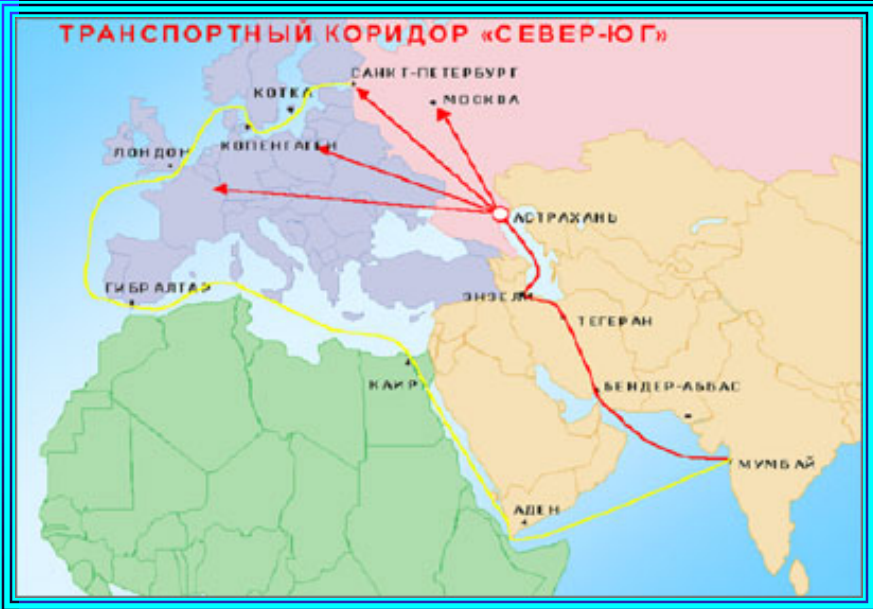 ТРАНСПОРТНЫЙ КОРИДОР «СЕВЕР-ЮГ»
САНКТ-ПЕТЕРБУРГ
КОТКА
МОСКВА
КОПЕНГАГЕН
ЛОНДОН
АСТРАХАНЬ
ГИБРАЛТАР
ЭНЗЕЛИ
ТЕГЕРАН
КАИР
БЕНДЕР-АББАС
МУМБАЙ
АДЕН